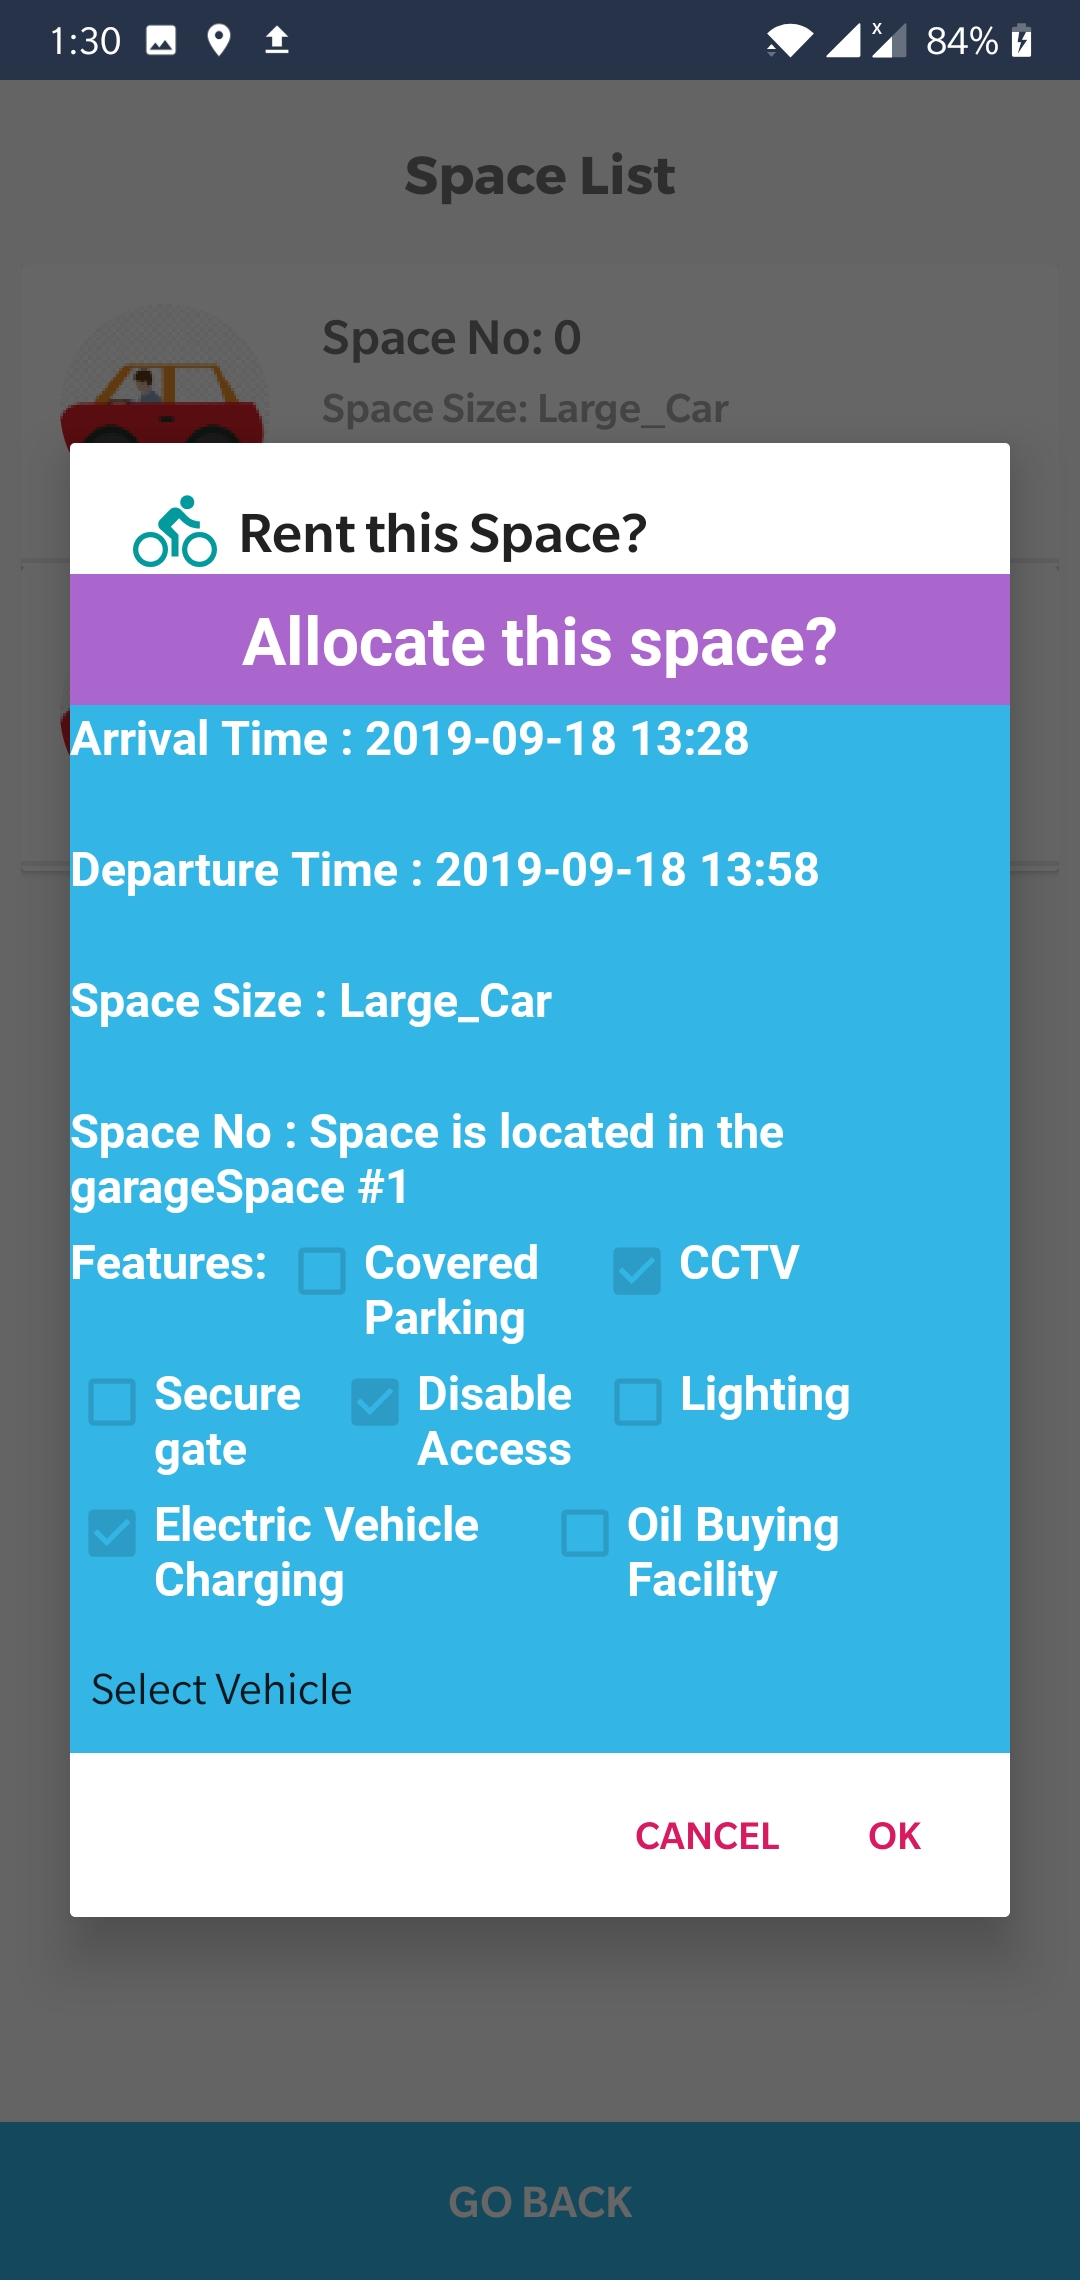 1:30
84%
Space List
Space No: 0
Space Size: Large_Car
Rent this Space?
Allocate this space?
Arrival Time : 2019-09-18 13:28
Departure Time : 2019-09-18 13:58
Space Size : Large_Car
Space No : Space is located in the
garageSpace #1
Features:
Covered
Parking
CCTV
Secure
gate
Disable
Access
Lighting
Electric Vehicle
Charging
Oil Buying
Facility
Select Vehicle
CANCEL
OK
GO BACK